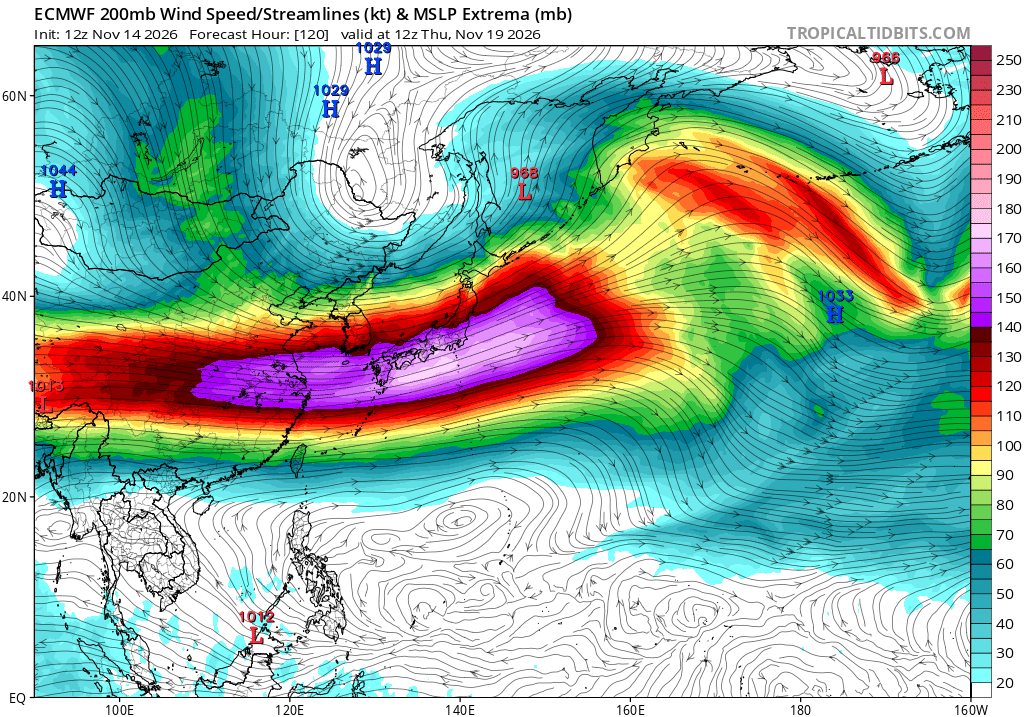 ECMWF 200mb Wind Speed/Streamlines (kt) & MSLP Extrema (mb)
Init: 12z Nov 14 2026 Forecast Hour: [120] valid at 12z Thu, Nov 19 2026
TROPICALTIDBITS.COM
1029
H
966
L
1029
H
1044
H
968
L
1033
H
1013
L
1012
L
60N
40N
20N
EQ
100E
120E
140E
160E
180
160W
250
230
210
200
190
180
170
160
150
140
130
120
110
100
90
80
70
60
50
40
30
20